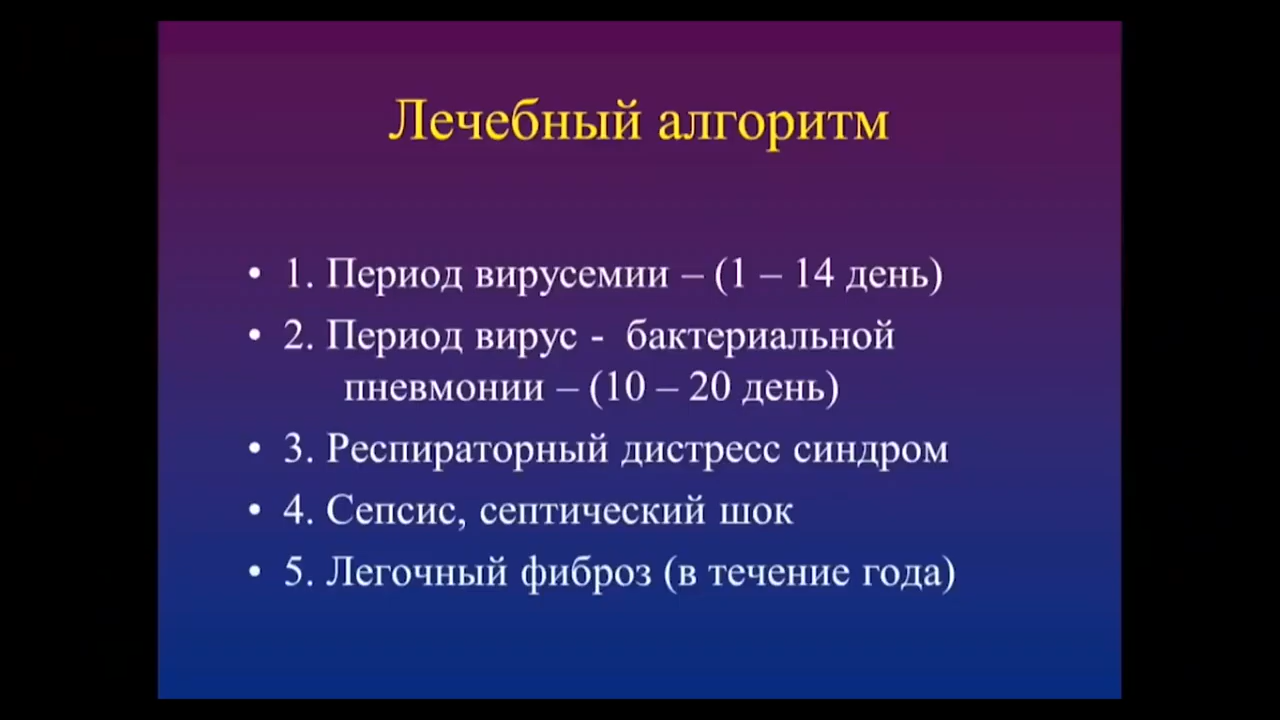 Лечебный алгоритм
• 1. Период вирусемии – (1 – 14 день)
• 2. Период вирус - бактериальной
пневмонии – (10 – 20 день)
• 3. Респираторный дистресс синдром
• 4. Сепсис, септический шок
• 5. Легочный фиброз (в течение года)